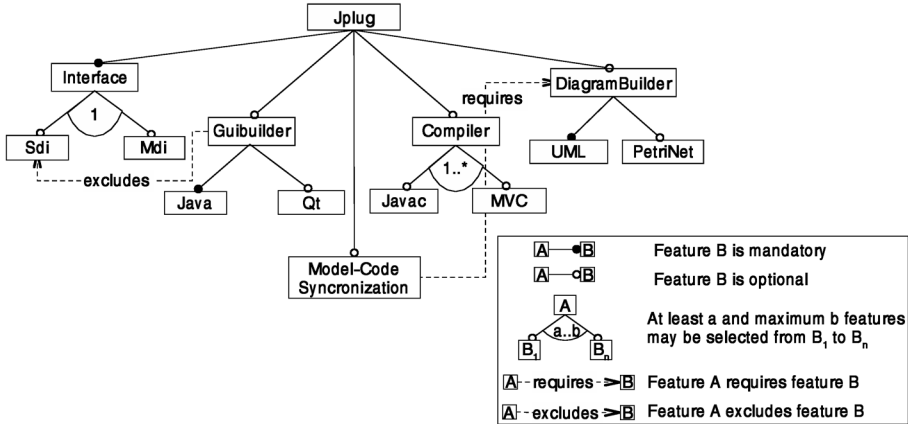 Jplug
Interface
1
Sdi
Mdi
excludes
Guibuilder
Java
Qt
Model-Code
Syncronization
Compiler
1..*
Javac
MVC
requires
DiagramBuilder
UML
PetriNet
A B Feature B is mandatory
A B Feature B is optional
A
a..b
B1 Bn
At least a and maximum b features
may be selected from B1 to Bn
A requires B Feature A requires feature B
A excludes B Feature A excludes feature B